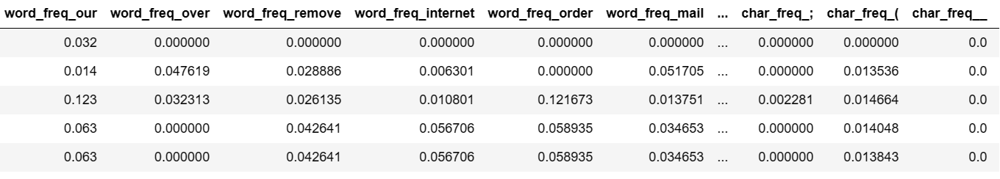 word_freq_our word_freq_over word_freq_remove word_freq_internet word_freq_order word_freq_mail ... char_freq_; char_freq_( char_freq__
0.032 0.000000 0.000000 0.000000 0.000000 0.000000 ... 0.000000 0.000000 0.0
0.014 0.047619 0.028886 0.006301 0.000000 0.051705 ... 0.000000 0.013536 0.0
0.123 0.032313 0.026135 0.010801 0.121673 0.013751 ... 0.002281 0.014664 0.0
0.063 0.000000 0.042641 0.056706 0.058935 0.034653 ... 0.000000 0.014048 0.0
0.063 0.000000 0.042641 0.056706 0.058935 0.034653 ... 0.000000 0.013843 0.0